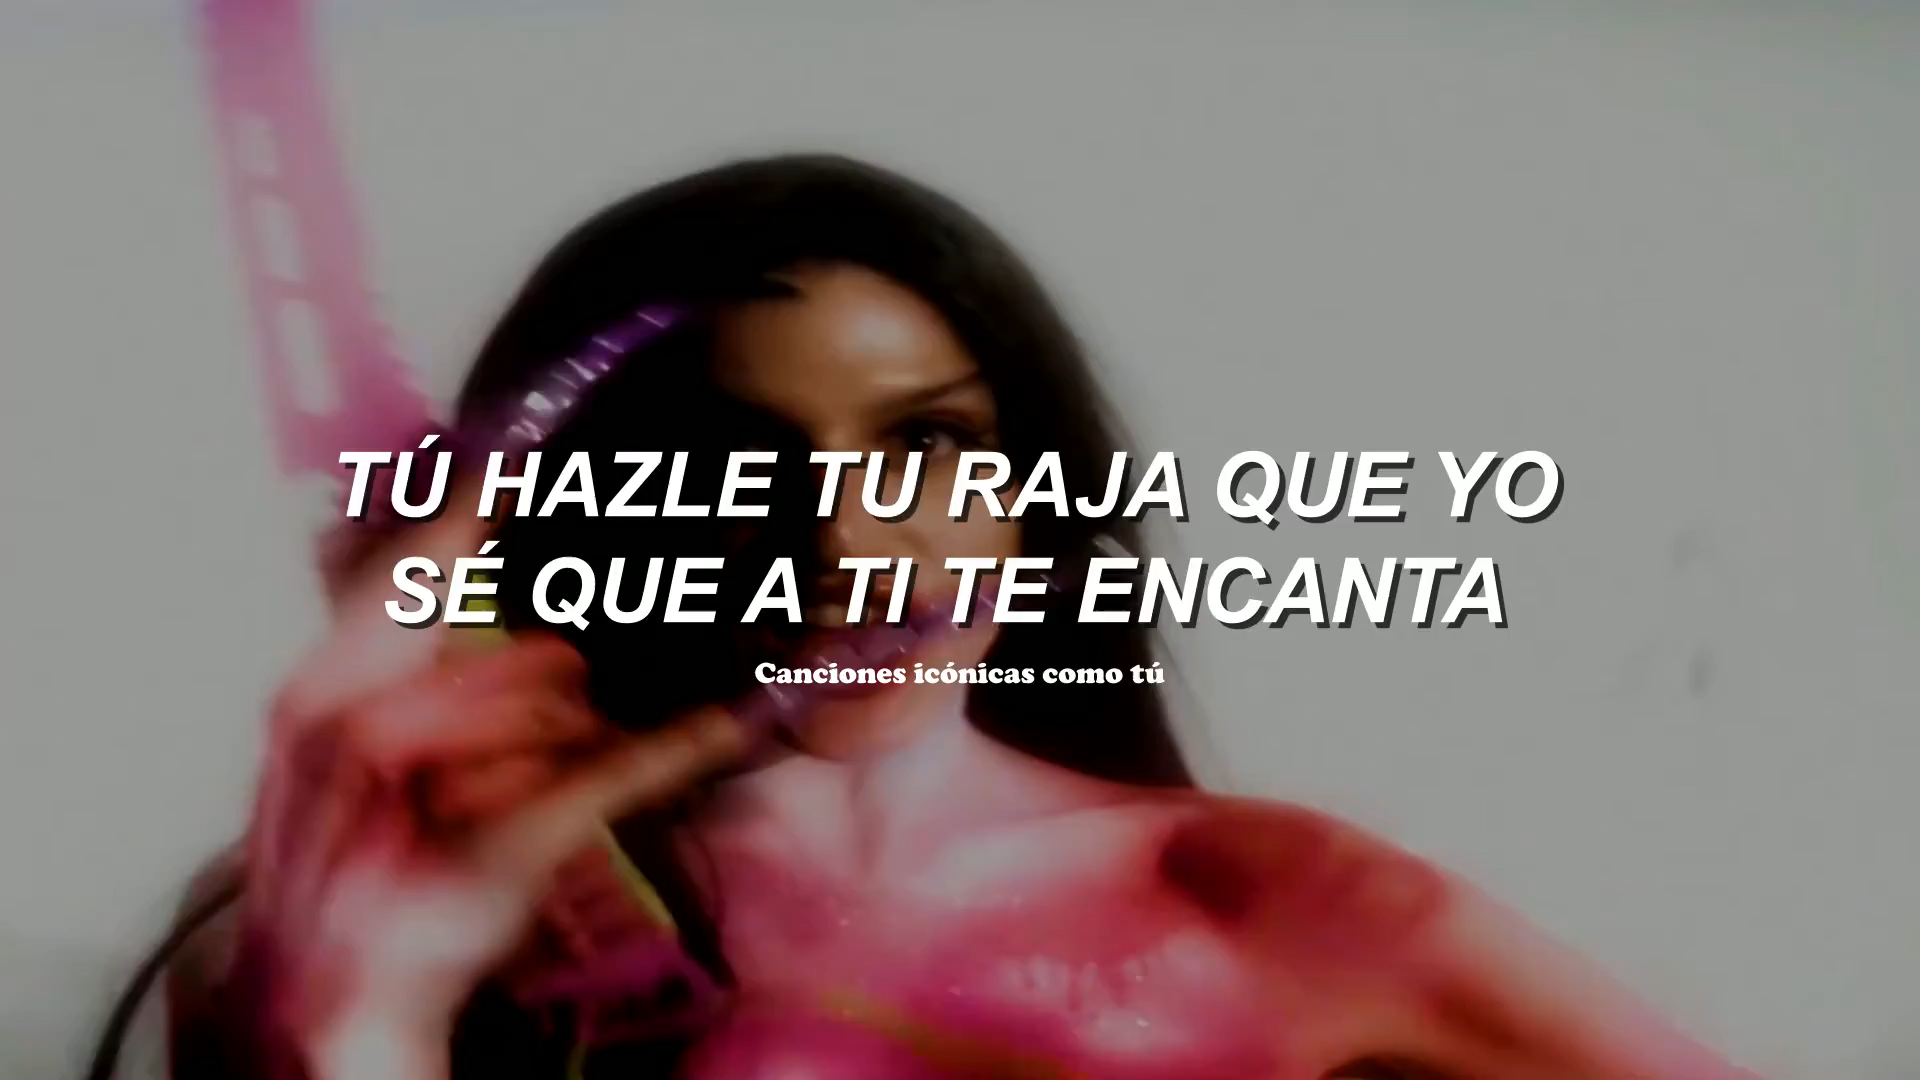 TÚ HAZLE TU RAJA QUE YO
SÉ QUE A TI TE ENCANTA
Canciones icónicas como tú